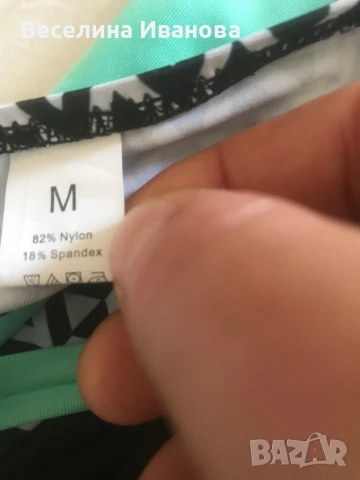 Веселина Иванова
M
82% Nylon
18% Spandex
BAZAR